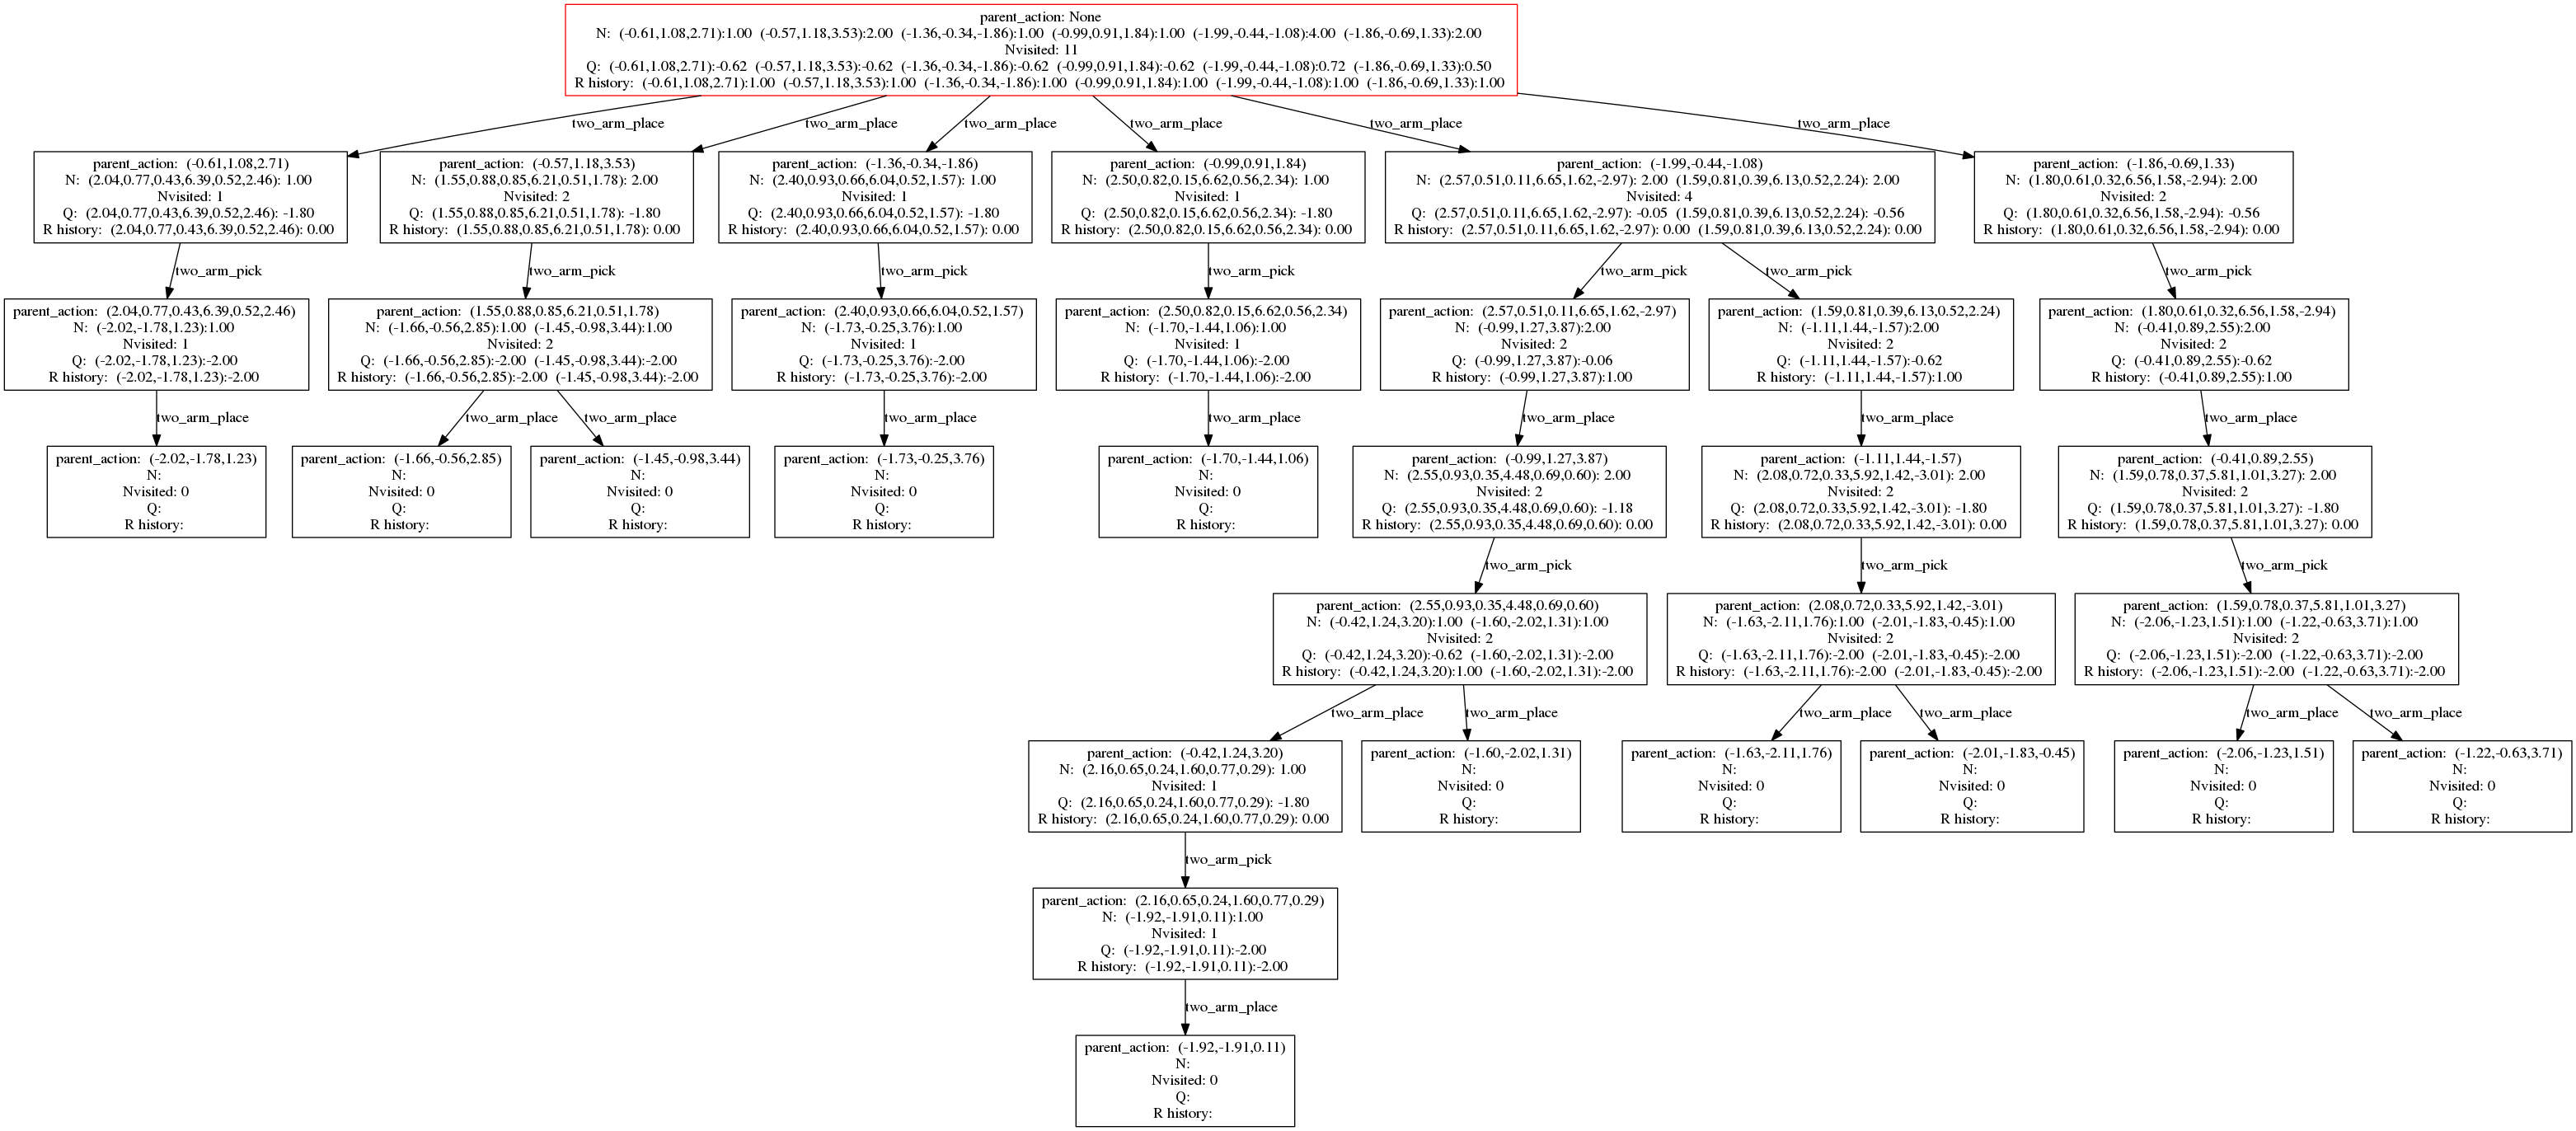 parent_action: None
N: (-0.61,1.08,2.71):1.00 (-0.57,1.18,3.53):2.00 (-1.36,-0.34,-1.86):1.00 (-0.99,0.91,1.84):1.00 (-1.99,-0.44,-1.08):4.00 (-1.86,-0.69,1.33):2.00
Nvisited: 11
Q: (-0.61,1.08,2.71):-0.62 (-0.57,1.18,3.53):-0.62 (-1.36,-0.34,-1.86):-0.62 (-0.99,0.91,1.84):-0.62 (-1.99,-0.44,-1.08):0.72 (-1.86,-0.69,1.33):0.50
R history: (-0.61,1.08,2.71):1.00 (-0.57,1.18,3.53):1.00 (-1.36,-0.34,-1.86):1.00 (-0.99,0.91,1.84):1.00 (-1.99,-0.44,-1.08):1.00 (-1.86,-0.69,1.33):1.00
two_arm_place
two_arm_place
two_arm_place
two_arm_place
two_arm_place
two_arm_place
parent_action: (-0.61,1.08,2.71)
N: (2.04,0.77,0.43,6.39,0.52,2.46): 1.00
Nvisited: 1
Q: (2.04,0.77,0.43,6.39,0.52,2.46): -1.80
R history: (2.04,0.77,0.43,6.39,0.52,2.46): 0.00
parent_action: (-0.57,1.18,3.53)
N: (1.55,0.88,0.85,6.21,0.51,1.78): 2.00
Nvisited: 2
Q: (1.55,0.88,0.85,6.21,0.51,1.78): -1.80
R history: (1.55,0.88,0.85,6.21,0.51,1.78): 0.00
parent_action: (-1.36,-0.34,-1.86)
N: (2.40,0.93,0.66,6.04,0.52,1.57): 1.00
Nvisited: 1
Q: (2.40,0.93,0.66,6.04,0.52,1.57): -1.80
R history: (2.40,0.93,0.66,6.04,0.52,1.57): 0.00
parent_action: (-0.99,0.91,1.84)
N: (2.50,0.82,0.15,6.62,0.56,2.34): 1.00
Nvisited: 1
Q: (2.50,0.82,0.15,6.62,0.56,2.34): -1.80
R history: (2.50,0.82,0.15,6.62,0.56,2.34): 0.00
parent_action: (-1.99,-0.44,-1.08)
N: (2.57,0.51,0.11,6.65,1.62,-2.97): 2.00 (1.59,0.81,0.39,6.13,0.52,2.24): 2.00
Nvisited: 4
Q: (2.57,0.51,0.11,6.65,1.62,-2.97): -0.05 (1.59,0.81,0.39,6.13,0.52,2.24): -0.56
R history: (2.57,0.51,0.11,6.65,1.62,-2.97): 0.00 (1.59,0.81,0.39,6.13,0.52,2.24): 0.00
parent_action: (-1.86,-0.69,1.33)
N: (1.80,0.61,0.32,6.56,1.58,-2.94): 2.00
Nvisited: 2
Q: (1.80,0.61,0.32,6.56,1.58,-2.94): -0.56
R history: (1.80,0.61,0.32,6.56,1.58,-2.94): 0.00
two_arm_pick
two_arm_pick
two_arm_pick
two_arm_pick
two_arm_pick
two_arm_pick
two_arm_pick
parent_action: (2.04,0.77,0.43,6.39,0.52,2.46)
N: (-2.02,-1.78,1.23):1.00
Nvisited: 1
Q: (-2.02,-1.78,1.23):-2.00
R history: (-2.02,-1.78,1.23):-2.00
parent_action: (1.55,0.88,0.85,6.21,0.51,1.78)
N: (-1.66,-0.56,2.85):1.00 (-1.45,-0.98,3.44):1.00
Nvisited: 2
Q: (-1.66,-0.56,2.85):-2.00 (-1.45,-0.98,3.44):-2.00
R history: (-1.66,-0.56,2.85):-2.00 (-1.45,-0.98,3.44):-2.00
parent_action: (2.40,0.93,0.66,6.04,0.52,1.57)
N: (-1.73,-0.25,3.76):1.00
Nvisited: 1
Q: (-1.73,-0.25,3.76):-2.00
R history: (-1.73,-0.25,3.76):-2.00
parent_action: (2.50,0.82,0.15,6.62,0.56,2.34)
N: (-1.70,-1.44,1.06):1.00
Nvisited: 1
Q: (-1.70,-1.44,1.06):-2.00
R history: (-1.70,-1.44,1.06):-2.00
parent_action: (2.57,0.51,0.11,6.65,1.62,-2.97)
N: (-0.99,1.27,3.87):2.00
Nvisited: 2
Q: (-0.99,1.27,3.87):-0.06
R history: (-0.99,1.27,3.87):1.00
parent_action: (1.59,0.81,0.39,6.13,0.52,2.24)
N: (-1.11,1.44,-1.57):2.00
Nvisited: 2
Q: (-1.11,1.44,-1.57):-0.62
R history: (-1.11,1.44,-1.57):1.00
parent_action: (1.80,0.61,0.32,6.56,1.58,-2.94)
N: (-0.41,0.89,2.55):2.00
Nvisited: 2
Q: (-0.41,0.89,2.55):-0.62
R history: (-0.41,0.89,2.55):1.00
two_arm_place
two_arm_place
two_arm_place
two_arm_place
two_arm_place
two_arm_place
two_arm_place
two_arm_place
parent_action: (-2.02,-1.78,1.23)
N:
Nvisited: 0
Q:
R history:
parent_action: (-1.66,-0.56,2.85)
N:
Nvisited: 0
Q:
R history:
parent_action: (-1.45,-0.98,3.44)
N:
Nvisited: 0
Q:
R history:
parent_action: (-1.73,-0.25,3.76)
N:
Nvisited: 0
Q:
R history:
parent_action: (-1.70,-1.44,1.06)
N:
Nvisited: 0
Q:
R history:
parent_action: (-0.99,1.27,3.87)
N: (2.55,0.93,0.35,4.48,0.69,0.60): 2.00
Nvisited: 2
Q: (2.55,0.93,0.35,4.48,0.69,0.60): -1.18
R history: (2.55,0.93,0.35,4.48,0.69,0.60): 0.00
parent_action: (-1.11,1.44,-1.57)
N: (2.08,0.72,0.33,5.92,1.42,-3.01): 2.00
Nvisited: 2
Q: (2.08,0.72,0.33,5.92,1.42,-3.01): -1.80
R history: (2.08,0.72,0.33,5.92,1.42,-3.01): 0.00
parent_action: (-0.41,0.89,2.55)
N: (1.59,0.78,0.37,5.81,1.01,3.27): 2.00
Nvisited: 2
Q: (1.59,0.78,0.37,5.81,1.01,3.27): -1.80
R history: (1.59,0.78,0.37,5.81,1.01,3.27): 0.00
two_arm_pick
two_arm_pick
two_arm_pick
parent_action: (2.55,0.93,0.35,4.48,0.69,0.60)
N: (-0.42,1.24,3.20):1.00 (-1.60,-2.02,1.31):1.00
Nvisited: 2
Q: (-0.42,1.24,3.20):-0.62 (-1.60,-2.02,1.31):-2.00
R history: (-0.42,1.24,3.20):1.00 (-1.60,-2.02,1.31):-2.00
parent_action: (2.08,0.72,0.33,5.92,1.42,-3.01)
N: (-1.63,-2.11,1.76):1.00 (-2.01,-1.83,-0.45):1.00
Nvisited: 2
Q: (-1.63,-2.11,1.76):-2.00 (-2.01,-1.83,-0.45):-2.00
R history: (-1.63,-2.11,1.76):-2.00 (-2.01,-1.83,-0.45):-2.00
parent_action: (1.59,0.78,0.37,5.81,1.01,3.27)
N: (-2.06,-1.23,1.51):1.00 (-1.22,-0.63,3.71):1.00
Nvisited: 2
Q: (-2.06,-1.23,1.51):-2.00 (-1.22,-0.63,3.71):-2.00
R history: (-2.06,-1.23,1.51):-2.00 (-1.22,-0.63,3.71):-2.00
two_arm_place
two_arm_place
two_arm_place
two_arm_place
two_arm_place
two_arm_place
parent_action: (-0.42,1.24,3.20)
N: (2.16,0.65,0.24,1.60,0.77,0.29): 1.00
Nvisited: 1
Q: (2.16,0.65,0.24,1.60,0.77,0.29): -1.80
R history: (2.16,0.65,0.24,1.60,0.77,0.29): 0.00
parent_action: (-1.60,-2.02,1.31)
N:
Nvisited: 0
Q:
R history:
parent_action: (-1.63,-2.11,1.76)
N:
Nvisited: 0
Q:
R history:
parent_action: (-2.01,-1.83,-0.45)
N:
Nvisited: 0
Q:
R history:
parent_action: (-2.06,-1.23,1.51)
N:
Nvisited: 0
Q:
R history:
parent_action: (-1.22,-0.63,3.71)
N:
Nvisited: 0
Q:
R history:
two_arm_pick
parent_action: (2.16,0.65,0.24,1.60,0.77,0.29)
N: (-1.92,-1.91,0.11):1.00
Nvisited: 1
Q: (-1.92,-1.91,0.11):-2.00
R history: (-1.92,-1.91,0.11):-2.00
two_arm_place
parent_action: (-1.92,-1.91,0.11)
N:
Nvisited: 0
Q:
R history: